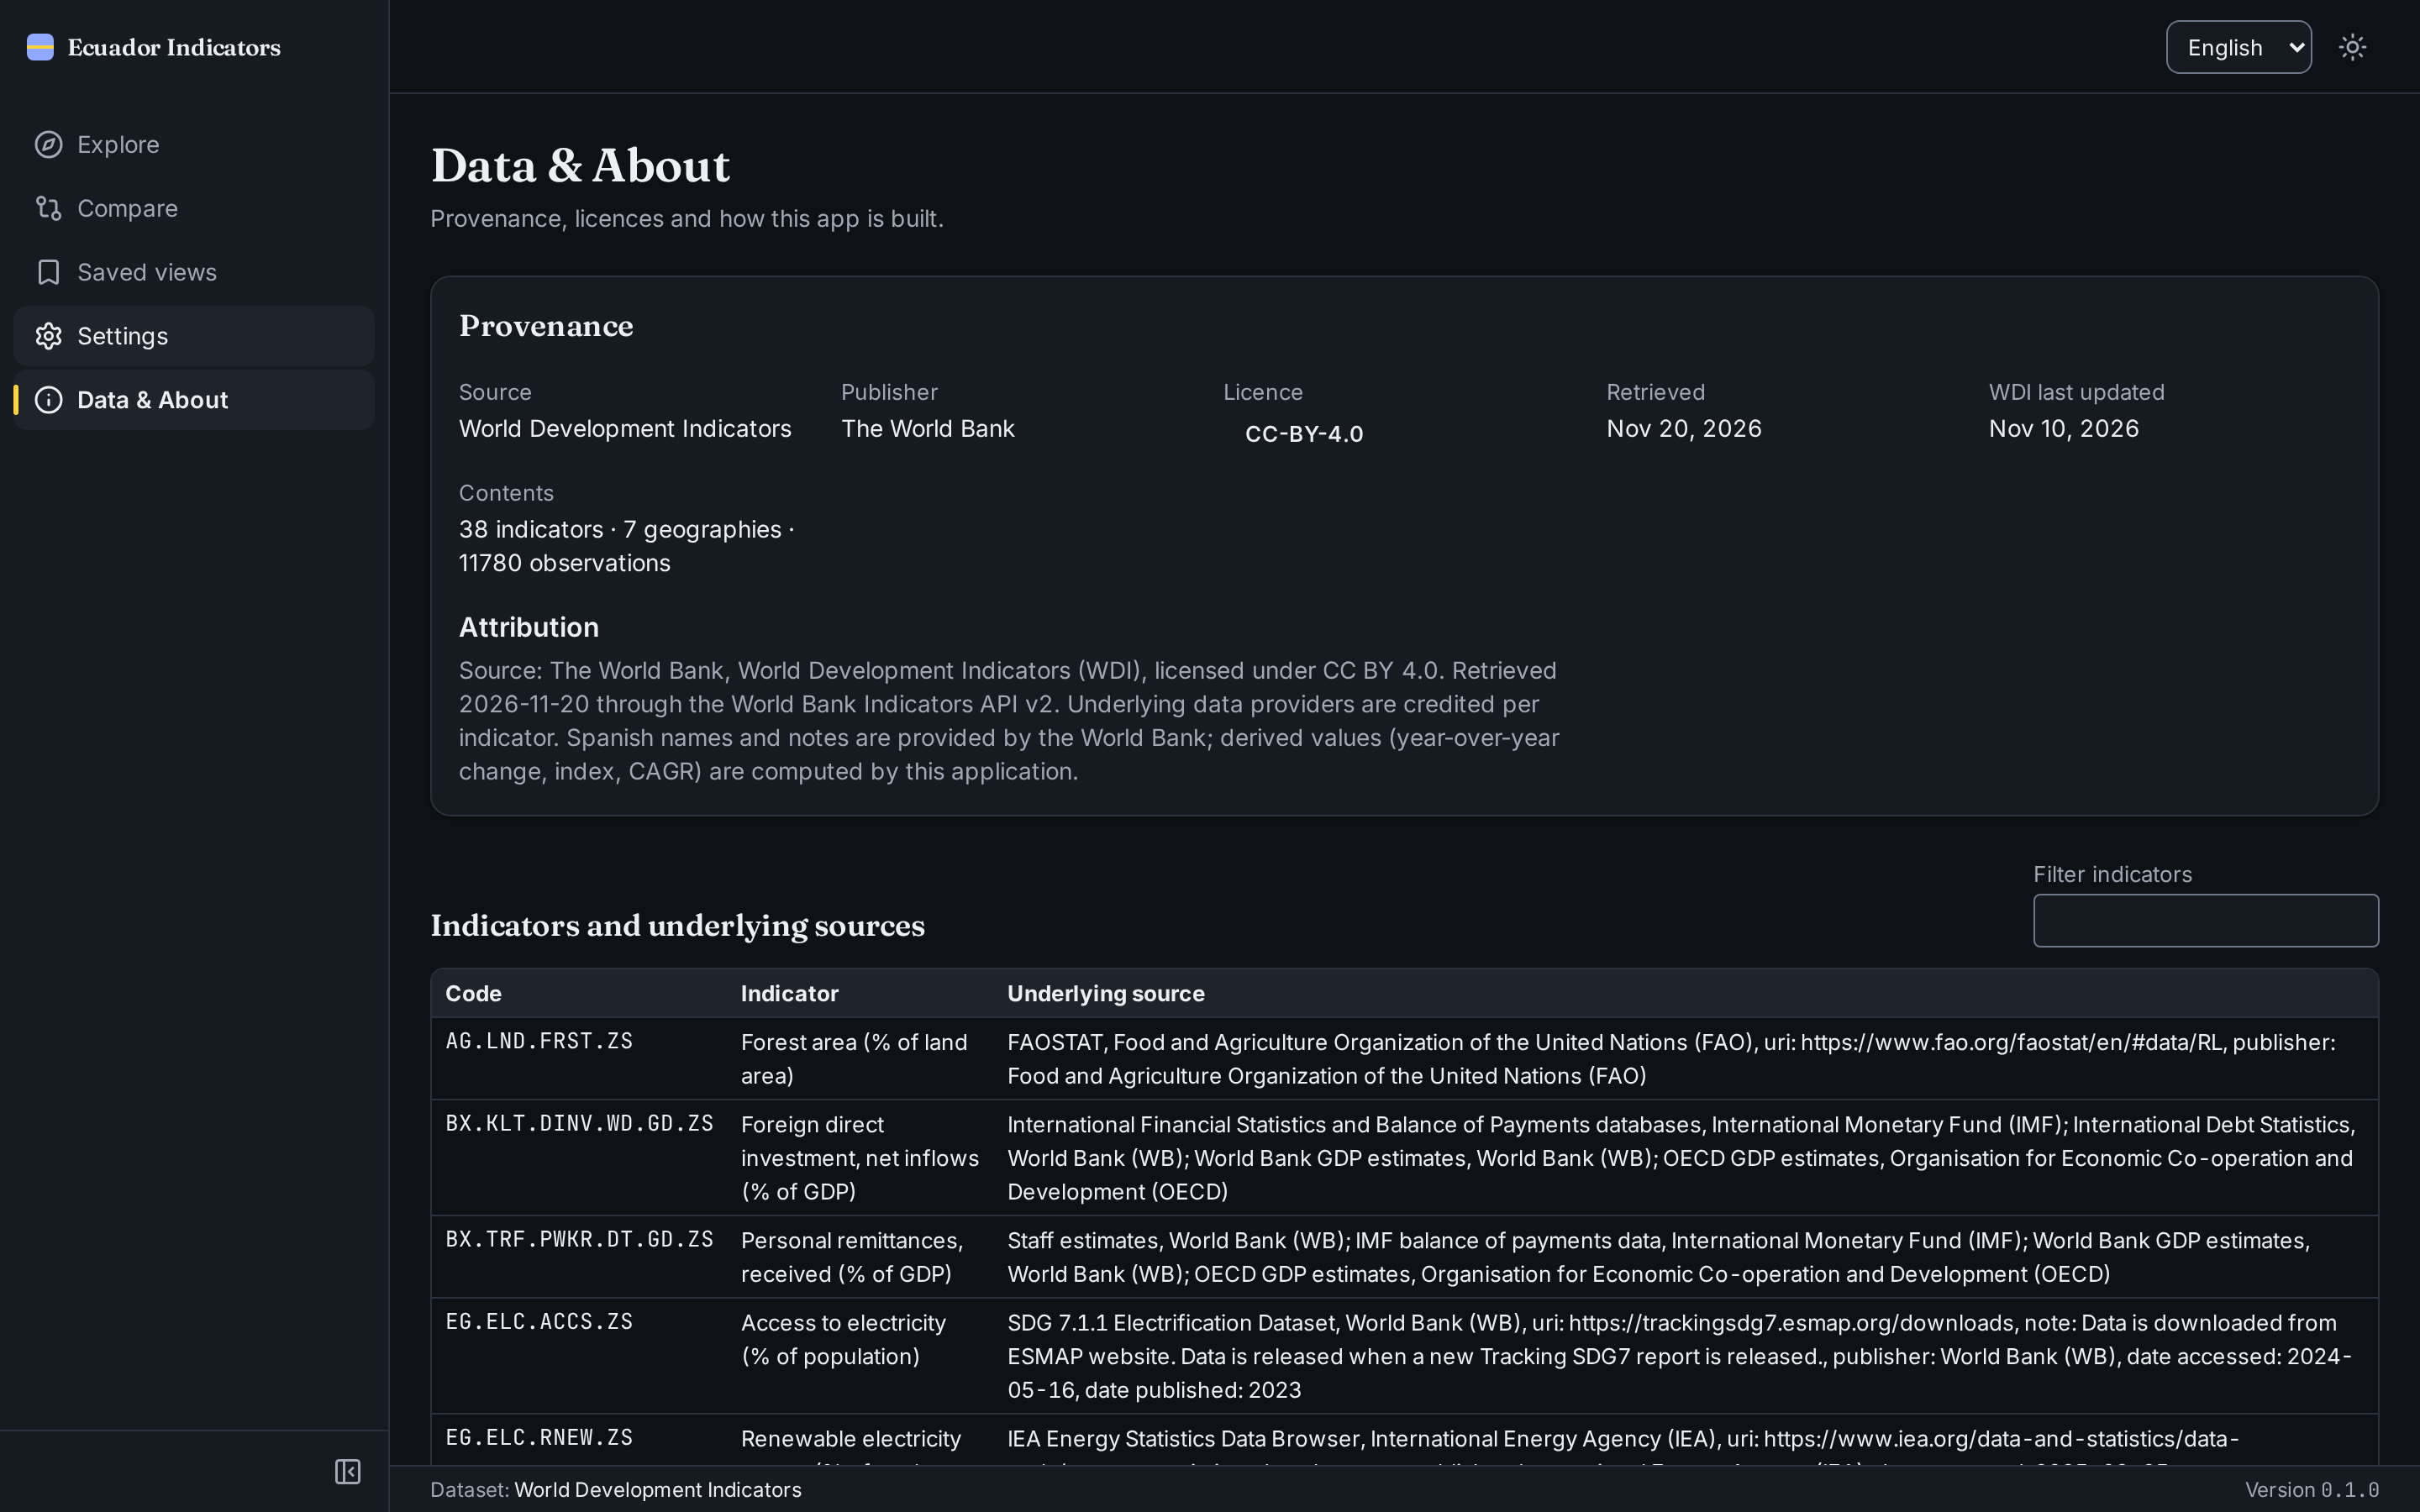 Ecuador Indicators
English
Explore
Compare
Saved views
Settings
Data & About
Data & About
Provenance, licences and how this app is built.
Provenance
Source
World Development Indicators
Publisher
The World Bank
Licence
CC-BY-4.0
Retrieved
Nov 20, 2026
WDI last updated
Nov 10, 2026
Contents
38 indicators · 7 geographies ·
11780 observations
Attribution
Source: The World Bank, World Development Indicators (WDI), licensed under CC BY 4.0. Retrieved
2026-11-20 through the World Bank Indicators API v2. Underlying data providers are credited per
indicator. Spanish names and notes are provided by the World Bank; derived values (year-over-year
change, index, CAGR) are computed by this application.
Filter indicators
Indicators and underlying sources
Code Indicator Underlying source
AG.LND.FRST.ZS
Forest area (% of land
area)
FAOSTAT, Food and Agriculture Organization of the United Nations (FAO), uri: https://www.fao.org/faostat/en/#data/RL, publisher:
Food and Agriculture Organization of the United Nations (FAO)
BX.KLT.DINV.WD.GD.ZS
Foreign direct
investment, net inflows
(% of GDP)
International Financial Statistics and Balance of Payments databases, International Monetary Fund (IMF); International Debt Statistics,
World Bank (WB); World Bank GDP estimates, World Bank (WB); OECD GDP estimates, Organisation for Economic Co-operation and
Development (OECD)
BX.TRF.PWKR.DT.GD.ZS
Personal remittances,
received (% of GDP)
Staff estimates, World Bank (WB); IMF balance of payments data, International Monetary Fund (IMF); World Bank GDP estimates,
World Bank (WB); OECD GDP estimates, Organisation for Economic Co-operation and Development (OECD)
EG.ELC.ACCS.ZS
Access to electricity
(% of population)
SDG 7.1.1 Electrification Dataset, World Bank (WB), uri: https://trackingsdg7.esmap.org/downloads, note: Data is downloaded from
ESMAP website. Data is released when a new Tracking SDG7 report is released., publisher: World Bank (WB), date accessed: 2024-
05-16, date published: 2023
EG.ELC.RNEW.ZS
Renewable electricity
IEA Energy Statistics Data Browser, International Energy Agency (IEA), uri: https://www.iea.org/data-and-statistics/data-
Dataset: World Development Indicators
Version 0.1.0